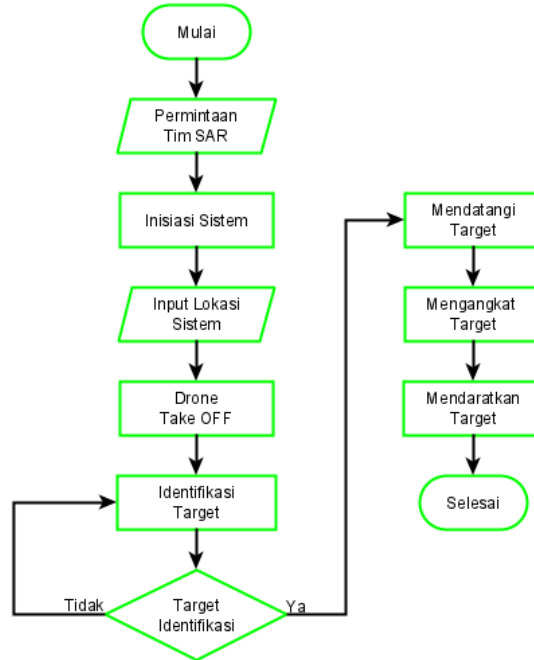 Mulai
Permintaan
Tim SAR
Inisiasi Sistem
Input Lokasi
Sistem
Drone
Take OFF
Identifikasi
Target
Target
Identifikasi
Tidak
Ya
Mendatangi
Target
Mengangkat
Target
Mendaratkan
Target
Selesai